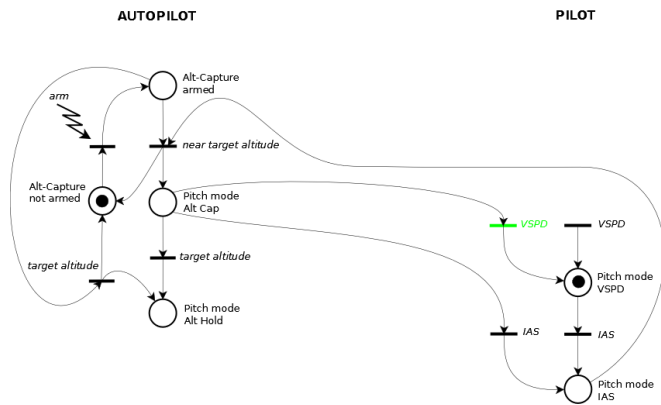 AUTOPILOT
PILOT
Alt-Capture
armed
arm
near target altitude
Alt-Capture
not armed
Pitch mode
Alt Cap
VSPD
VSPD
target altitude
target altitude
Pitch mode
VSPD
Pitch mode
Alt Hold
IAS
IAS
Pitch mode
IAS